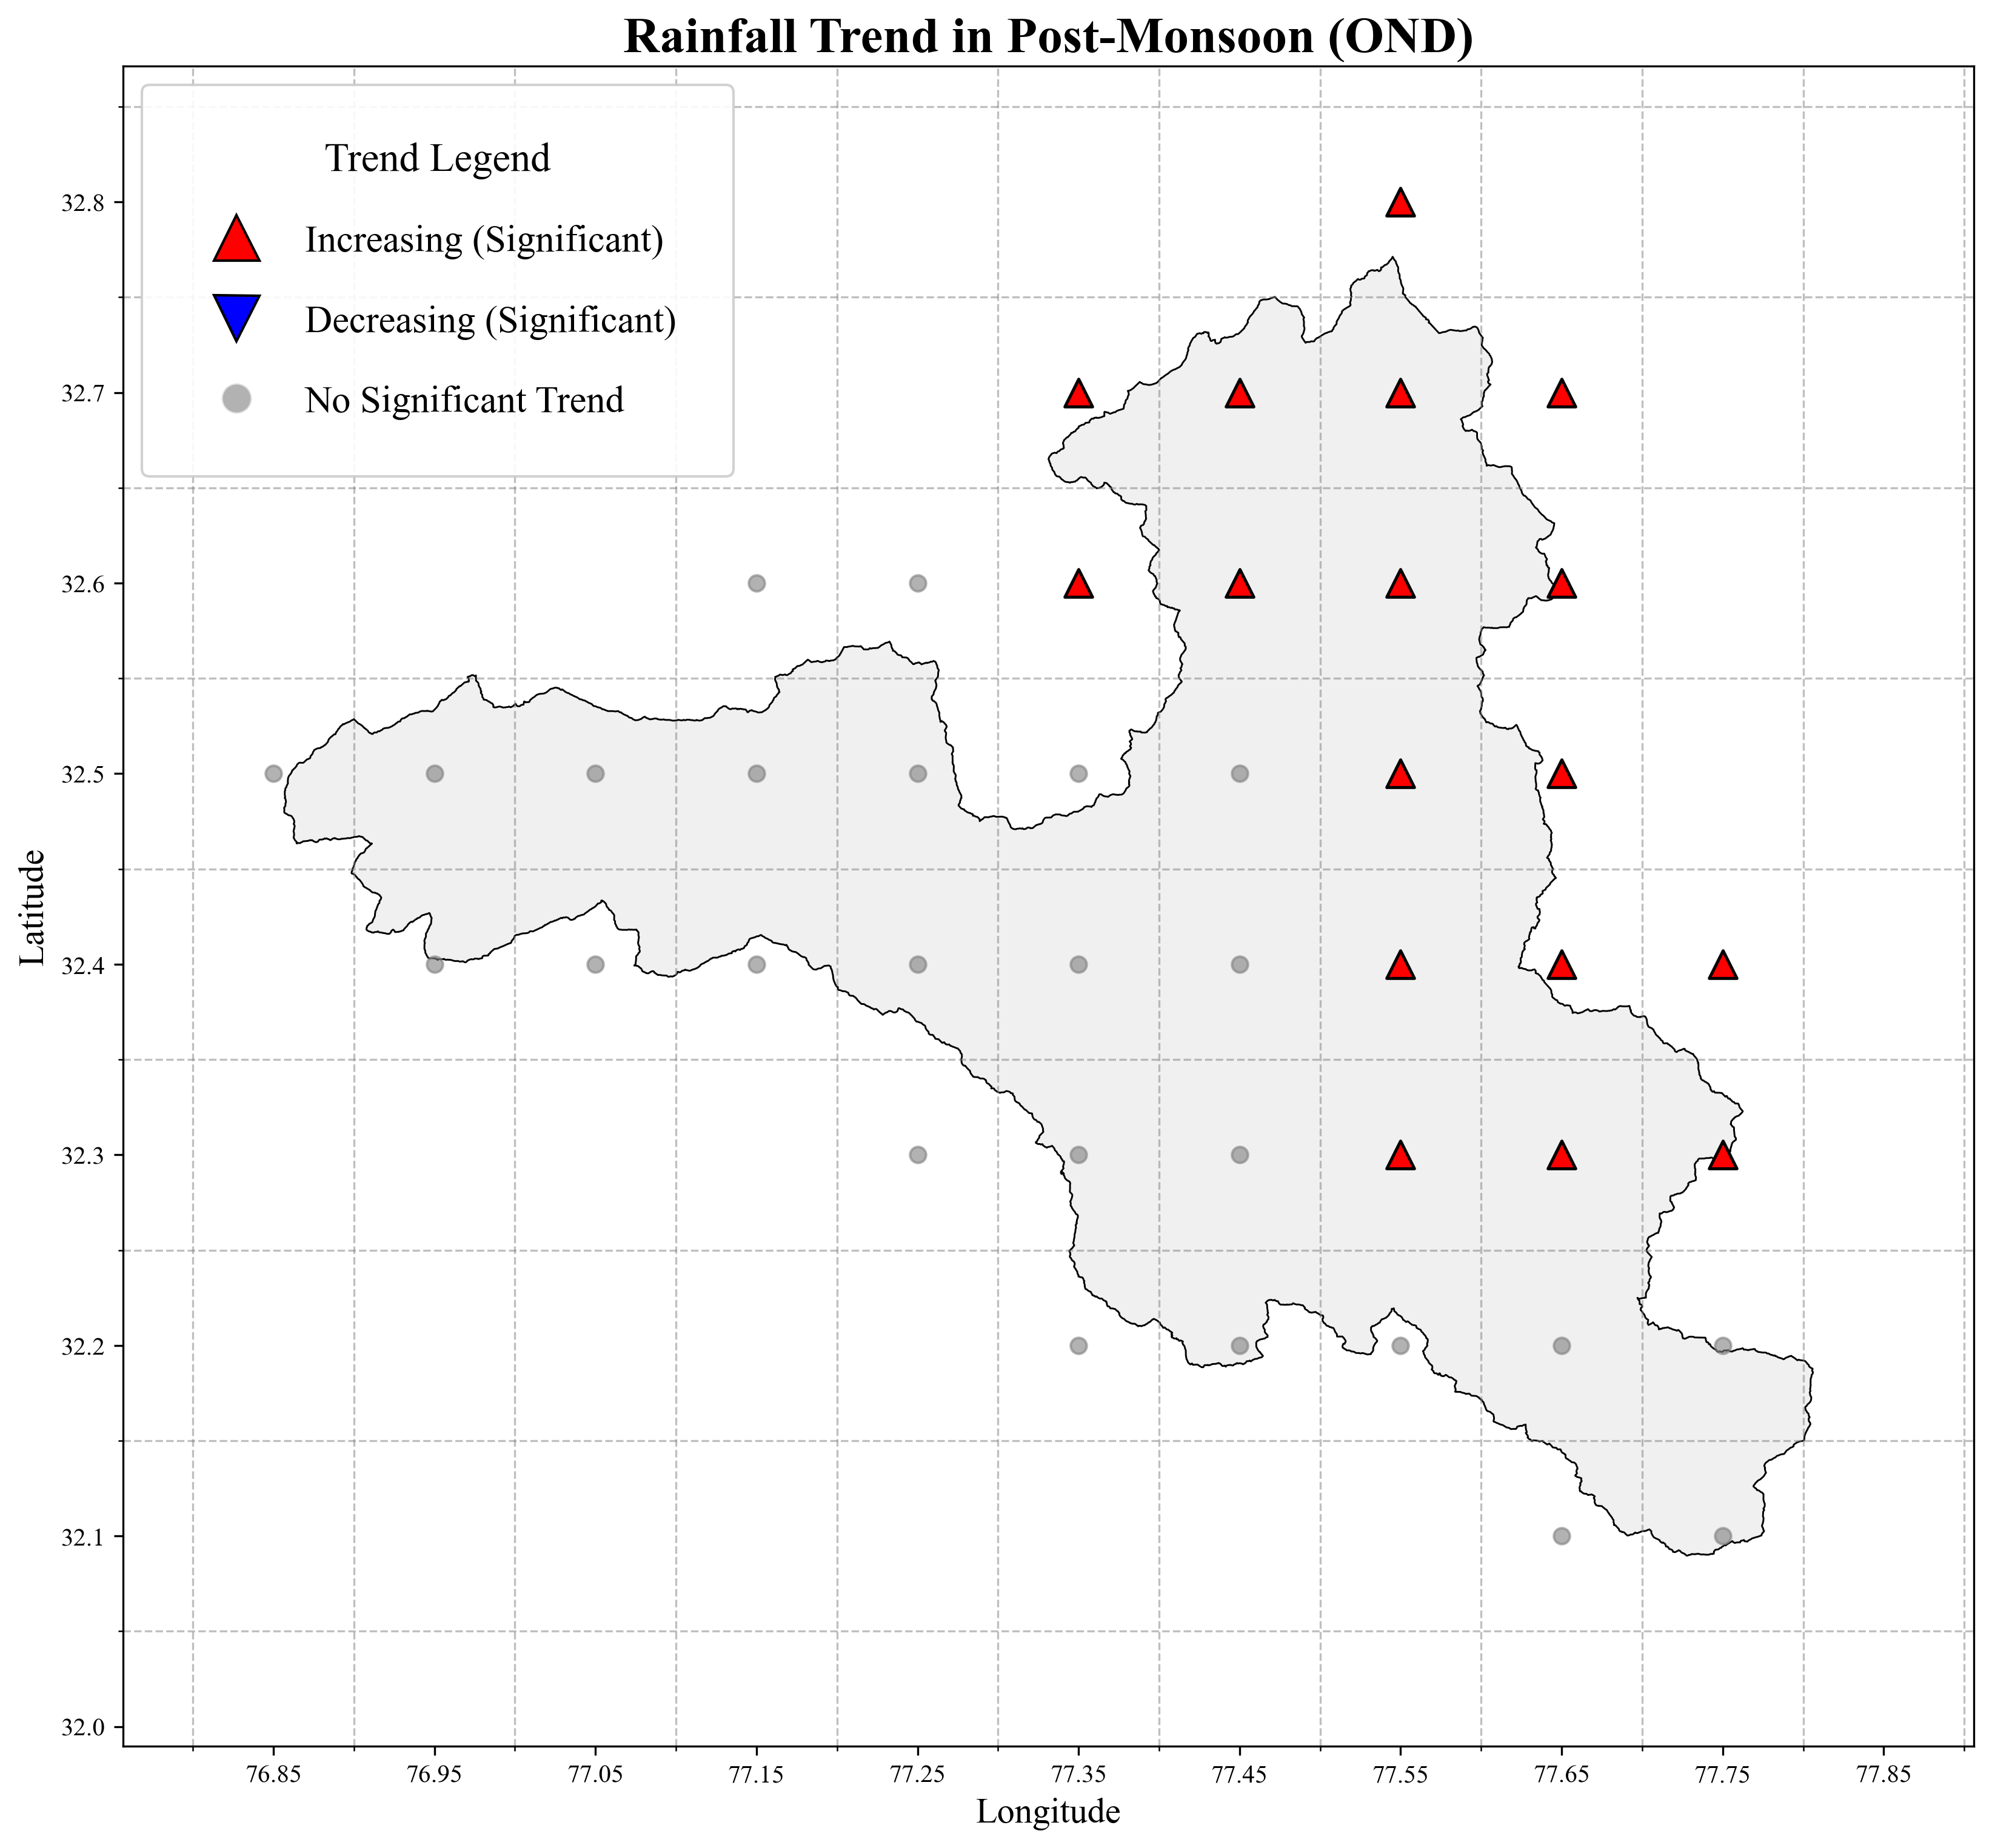 Rainfall Trend in Post-Monsoon (OND)
Trend Legend
Increasing (Significant)
Decreasing (Significant)
No Significant Trend
Latitude
32.8
32.7
32.6
32.5
32.4
32.3
32.2
32.1
32.0
76.85 76.95 77.05 77.15 77.25 77.35 77.45 77.55 77.65 77.75 77.85
Longitude